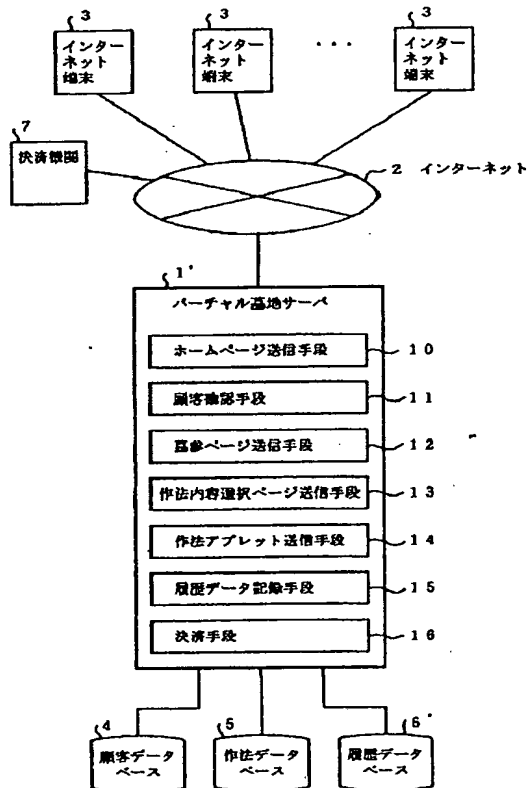 3
3
3
インターネット端末
インターネット端末
・・・
インターネット端末
7
決済機関
2 インターネット
1'
バーチャル墓地サーバ
ホームページ送信手段 10
顧客確認手段 11
墓参ページ送信手段 12
作法内容選択ページ送信手段 13
作法アプレット送信手段 14
履歴データ記録手段 15
決済手段 16
4
5
6'
顧客データベース
作法データベース
履歴データベース